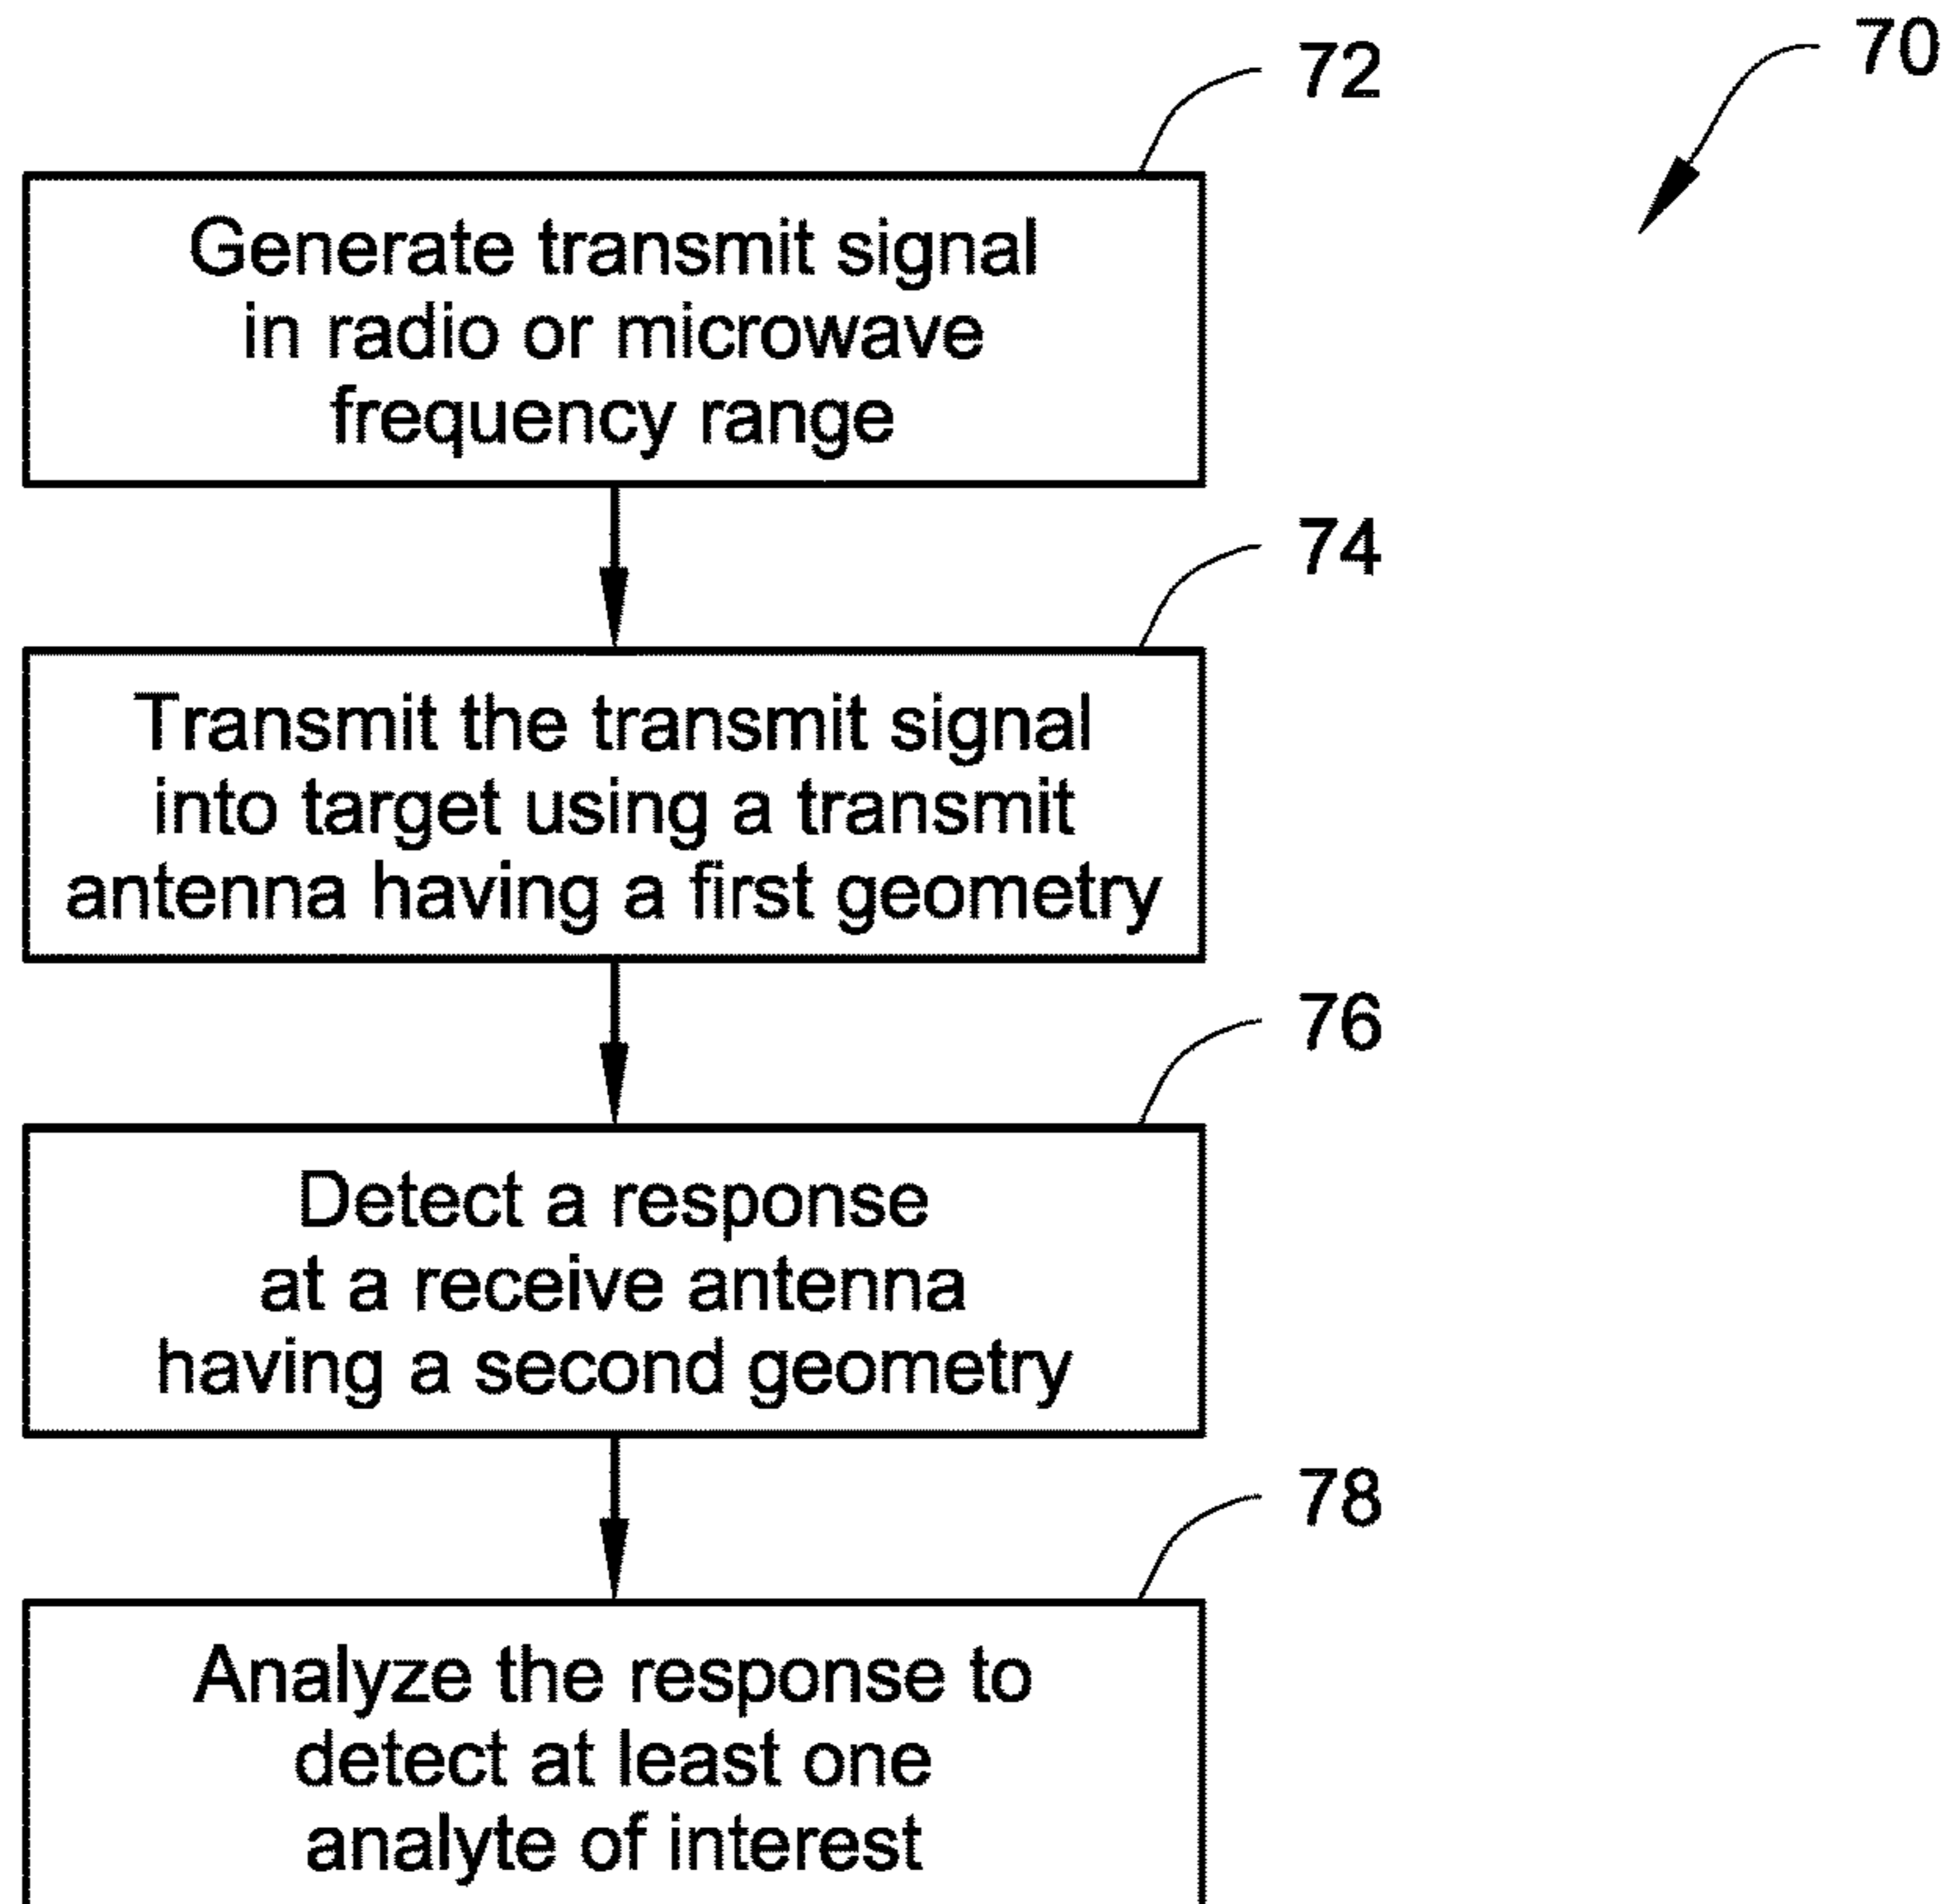 70
72
Generate transmit signal
in radio or microwave
frequency range
74
Transmit the transmit signal
into target using a transmit
antenna having a first geometry
76
Detect a response
at a receive antenna
having a second geometry
78
Analyze the response to
detect at least one
analyte of interest